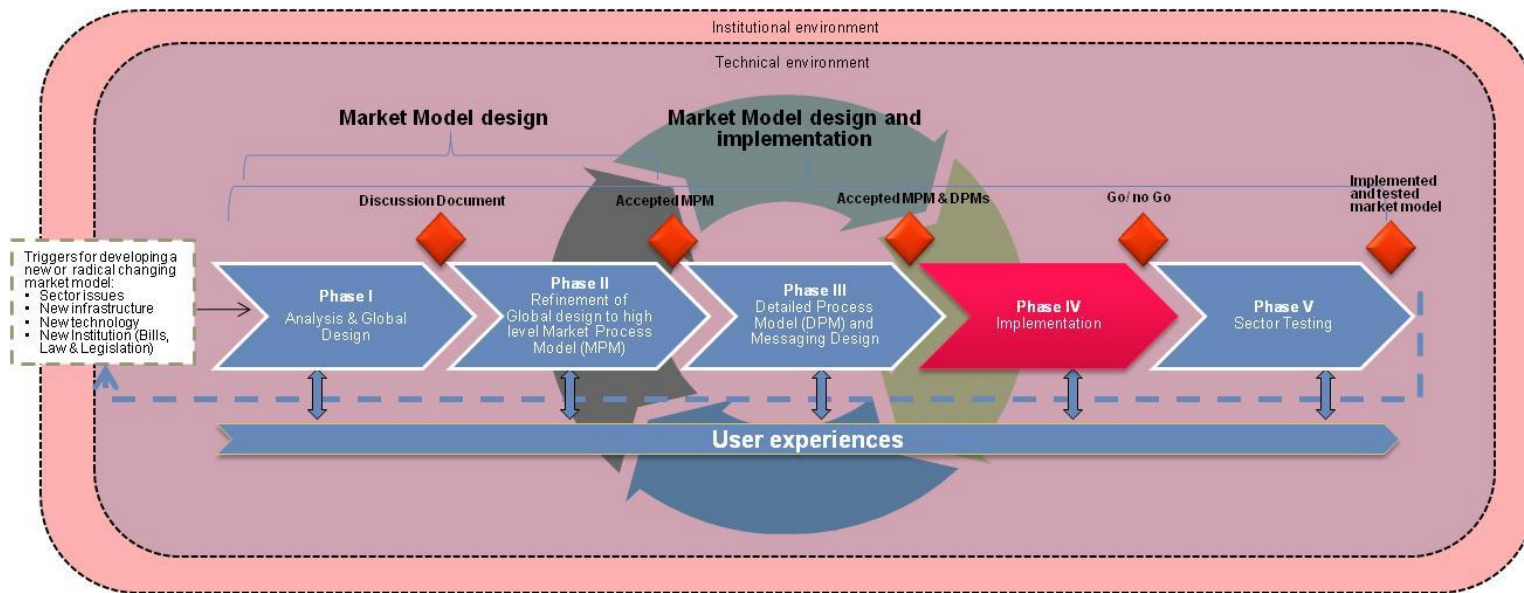 Institutional environment
Technical environment
Market Model design
Market Model design and
implementation
Discussion Document
Accepted MPM
Accepted MPM & DPMs
Go/ no Go
Implemented
and tested
market model
Triggers for developing a
new or radical changing
market model:
▪ Sector issues
▪ New infrastructure
▪ New technology
▪ New Institution (Bills,
Law & Legislation)
Phase I
Analysis & Global
Design
Phase II
Refinement of
Global design to high
level Market Process
Model (MPM)
Phase III
Detailed Process
Model (DPM) and
Messaging Design
Phase IV
Implementation
Phase V
Sector Testing
User experiences